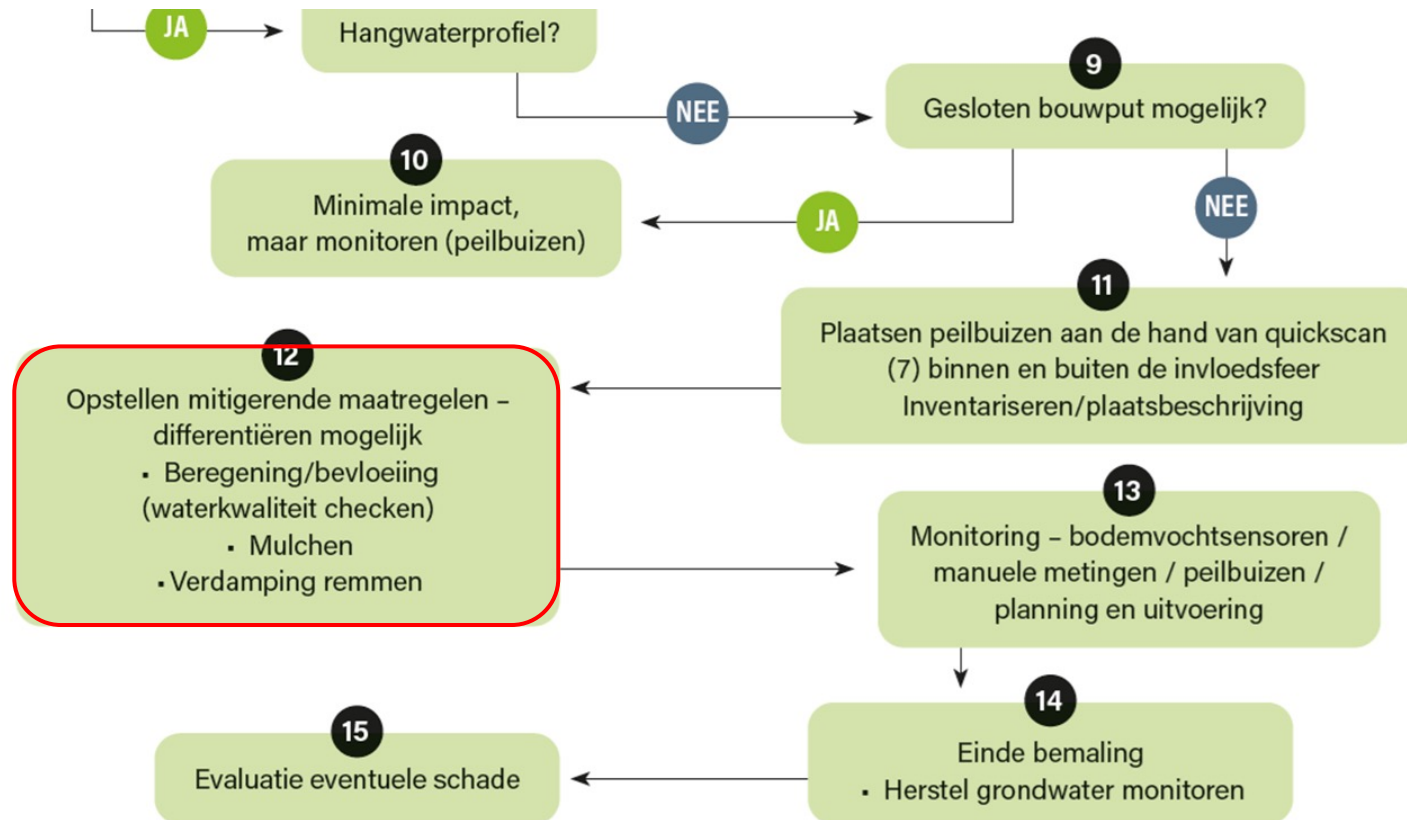 JA
Hangwaterprofiel?
NEE
9
Gesloten bouwput mogelijk?
10
Minimale impact,
maar monitoren (peilbuizen)
JA
NEE
11
Plaatsen peilbuizen aan de hand van quickscan
(7) binnen en buiten de invloedsfeer
Inventariseren/plaatsbeschrijving
12
Opstellen mitigerende maatregelen –
differentiëren mogelijk
▪ Beregening/bevloeiing
(waterkwaliteit checken)
▪ Mulchen
▪ Verdamping remmen
13
Monitoring – bodemvochtsensoren /
manuele metingen / peilbuizen /
planning en uitvoering
14
Einde bemaling
▪ Herstel grondwater monitoren
15
Evaluatie eventuele schade